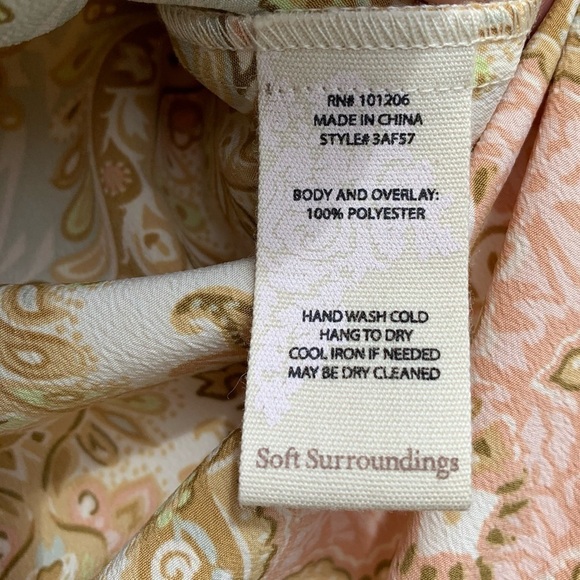 RN# 101206
MADE IN CHINA
STYLE# 3AF57
BODY AND OVERLAY:
100% POLYESTER
HAND WASH COLD
HANG TO DRY
COOL IRON IF NEEDED
MAY BE DRY CLEANED
Soft Surroundings